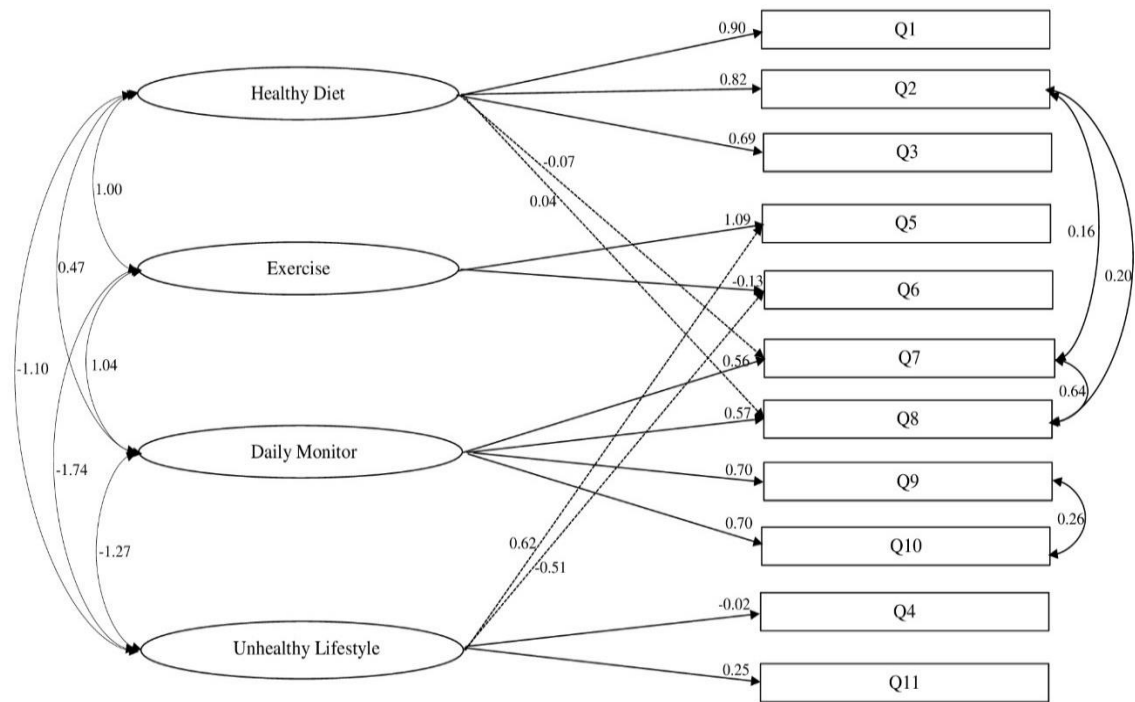 0.90
Q1
Healthy Diet
0.82
Q2
0.69
Q3
-0.07
0.04
1.00
1.09
Q5
0.16
0.47
Exercise
-0.13
Q6
0.20
-1.10
1.04
0.56
Q7
0.64
0.57
Q8
Daily Monitor
-1.74
0.70
Q9
0.26
0.70
Q10
-1.27
0.62
-0.51
-0.02
Q4
Unhealthy Lifestyle
0.25
Q11